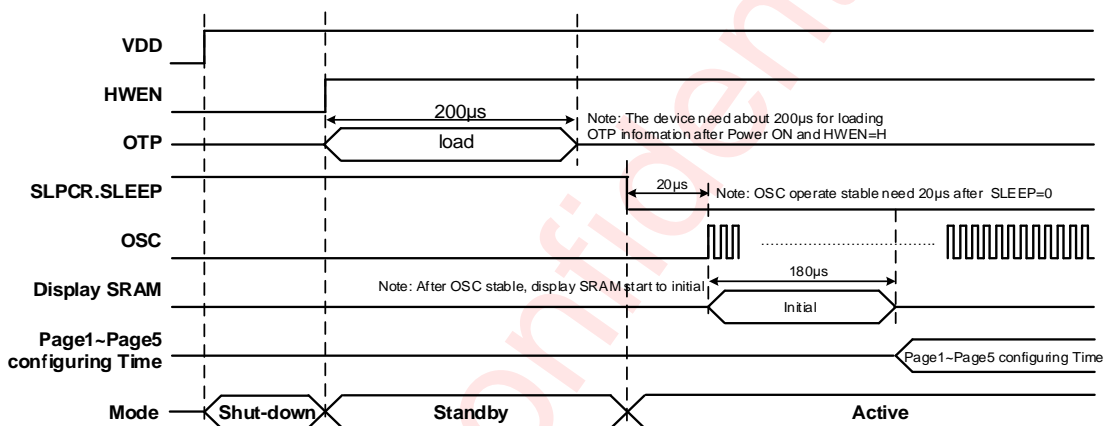 VDD
HWEN
200µs
Note: The device need about 200µs for loading
OTP information after Power ON and HWEN=H
OTP
load
SLPCR.SLEEP
20µs
Note: OSC operate stable need 20µs after SLEEP=0
OSC
180µs
Note: After OSC stable, display SRAM start to initial
Display SRAM
Initial
Page1~Page5
configuring Time
Page1~Page5 configuring Time
Mode
Shut-down
Standby
Active